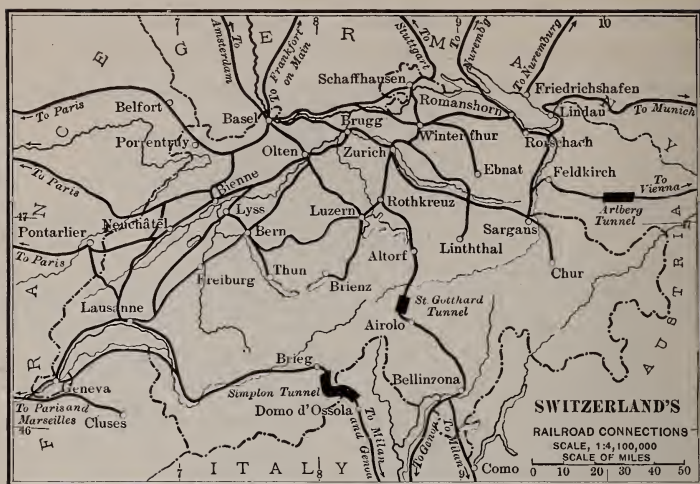 7
8
9
10
G E R M A N Y
To
Amsterdam
To
Frankfort
on Main
To
Stuttgart
To
Nuremb'g
To Nuremburg
Schaffhausen
Friedrichshafen
Romanshorn
Lindau
To Munich
To Paris
Belfort
Basel
Brugg
Winterthur
Rorschach
Porrentruy
Olten
Zurich
Ebnat
Feldkirch
To
Vienna
To Paris
Bienne
Arlberg
Tunnel
Rothkreuz
Lyss
Luzern
Sargans
47
Neuchâtel
Pontarlier
Bern
Linththal
To Paris
Altorf
Chur
Freiburg
Thun
Brienz
St. Gotthard
Tunnel
Lausanne
Airolo
Brieg
Geneva
Simplon Tunnel
Bellinzona
Domo d'Ossola
To Paris and
Marseilles
46
Cluses
To Milan
and Genoa
To Genoa
To Milan
Como
F R A N C E
A U S T R I A
I T A L Y
7
8
9
SWITZERLAND'S
RAILROAD CONNECTIONS
SCALE, 1:4,100,000
SCALE OF MILES
0 10 25 50